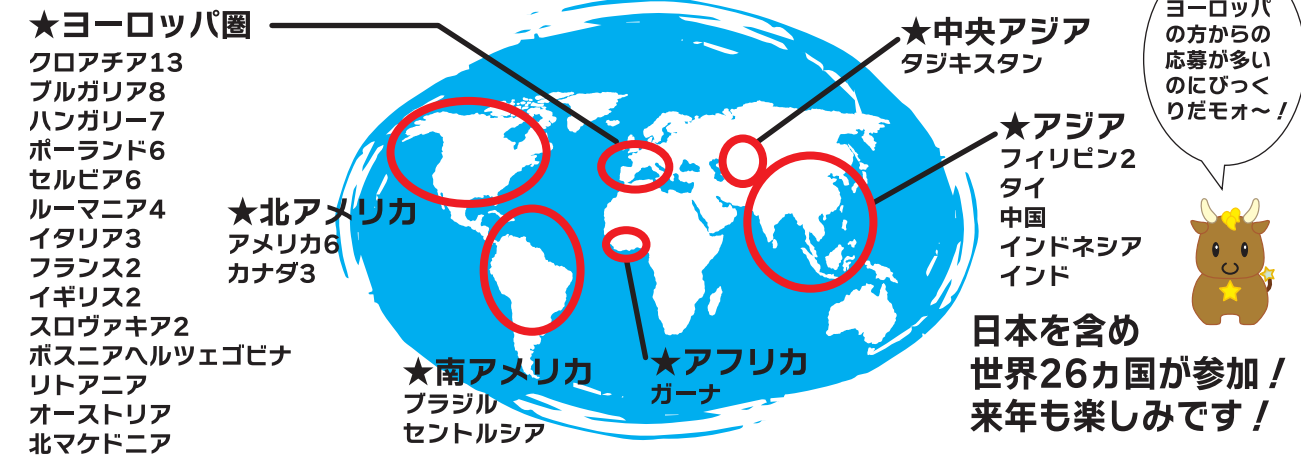 ★ヨーロッパ圏
クロアチア13
ブルガリア8
ハンガリー7
ポーランド6
セルビア6
ルーマニア4
イタリア3
フランス2
イギリス2
スロヴァキア2
ボスニアヘルツェゴビナ
リトアニア
オーストリア
北マケドニア
★北アメリカ
アメリカ6
カナダ3
★南アメリカ
ブラジル
セントルシア
★アフリカ
ガーナ
★中央アジア
タジキスタン
★アジア
フィリピン2
タイ
中国
インドネシア
インド
ヨーロッパ
の方からの
応募が多い
のにびっく
りだモォ～！
日本を含め
世界26ヵ国が参加！
来年も楽しみです！